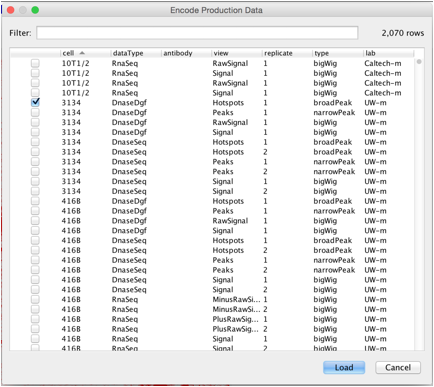 Encode Production Data
Filter: 2,070 rows
cell dataType antibody view replicate type lab
10T1/2 RnaSeq RawSignal 1 bigWig Caltech-m
10T1/2 RnaSeq Signal 1 bigWig Caltech-m
10T1/2 RnaSeq RawSignal 1 bigWig Caltech-m
10T1/2 RnaSeq Signal 1 bigWig Caltech-m
3134 DnaseDgf Hotspots 1 broadPeak UW-m
3134 DnaseDgf Peaks 1 narrowPeak UW-m
3134 DnaseDgf RawSignal 1 bigWig UW-m
3134 DnaseDgf Signal 1 bigWig UW-m
3134 DnaseSeq Hotspots 1 broadPeak UW-m
3134 DnaseSeq Hotspots 2 broadPeak UW-m
3134 DnaseSeq Peaks 1 narrowPeak UW-m
3134 DnaseSeq Peaks 2 narrowPeak UW-m
3134 DnaseSeq Signal 1 bigWig UW-m
3134 DnaseSeq Signal 2 bigWig UW-m
416B DnaseDgf Hotspots 1 broadPeak UW-m
416B DnaseDgf Peaks 1 narrowPeak UW-m
416B DnaseDgf RawSignal 1 bigWig UW-m
416B DnaseDgf Signal 1 bigWig UW-m
416B DnaseSeq Hotspots 1 broadPeak UW-m
416B DnaseSeq Hotspots 2 broadPeak UW-m
416B DnaseSeq Peaks 1 narrowPeak UW-m
416B DnaseSeq Peaks 2 narrowPeak UW-m
416B DnaseSeq Signal 1 bigWig UW-m
416B DnaseSeq Signal 2 bigWig UW-m
416B RnaSeq MinusRawSi... 1 bigWig UW-m
416B RnaSeq MinusRawSi... 2 bigWig UW-m
416B RnaSeq PlusRawSig... 1 bigWig UW-m
416B RnaSeq PlusRawSig... 2 bigWig UW-m
416B RnaSeq Signal 1 bigWig UW-m
416B RnaSeq Signal 2 bigWig UW-m
Load Cancel